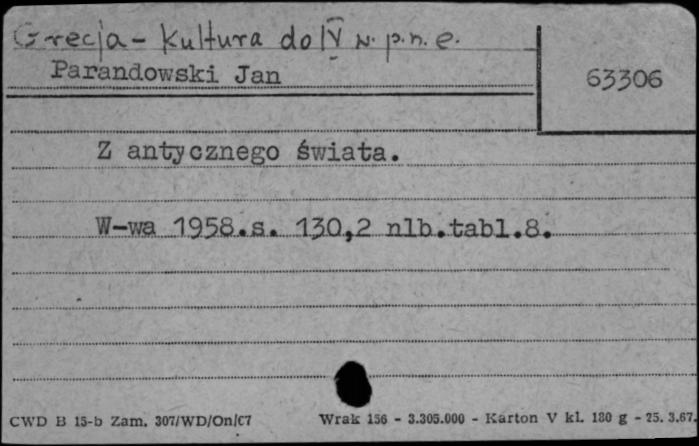 Grecja - kultura do IV w. p.n.e.
Parandowski Jan
63306
Z antycznego świata.
W-wa 1958.s. 130,2 nlb.tabl.8.
CWD B 15-b Zam. 307/WD/On/67 Wrak 156 - 3.305.000 - Karton V kl. 180 g - 25. 3.67.